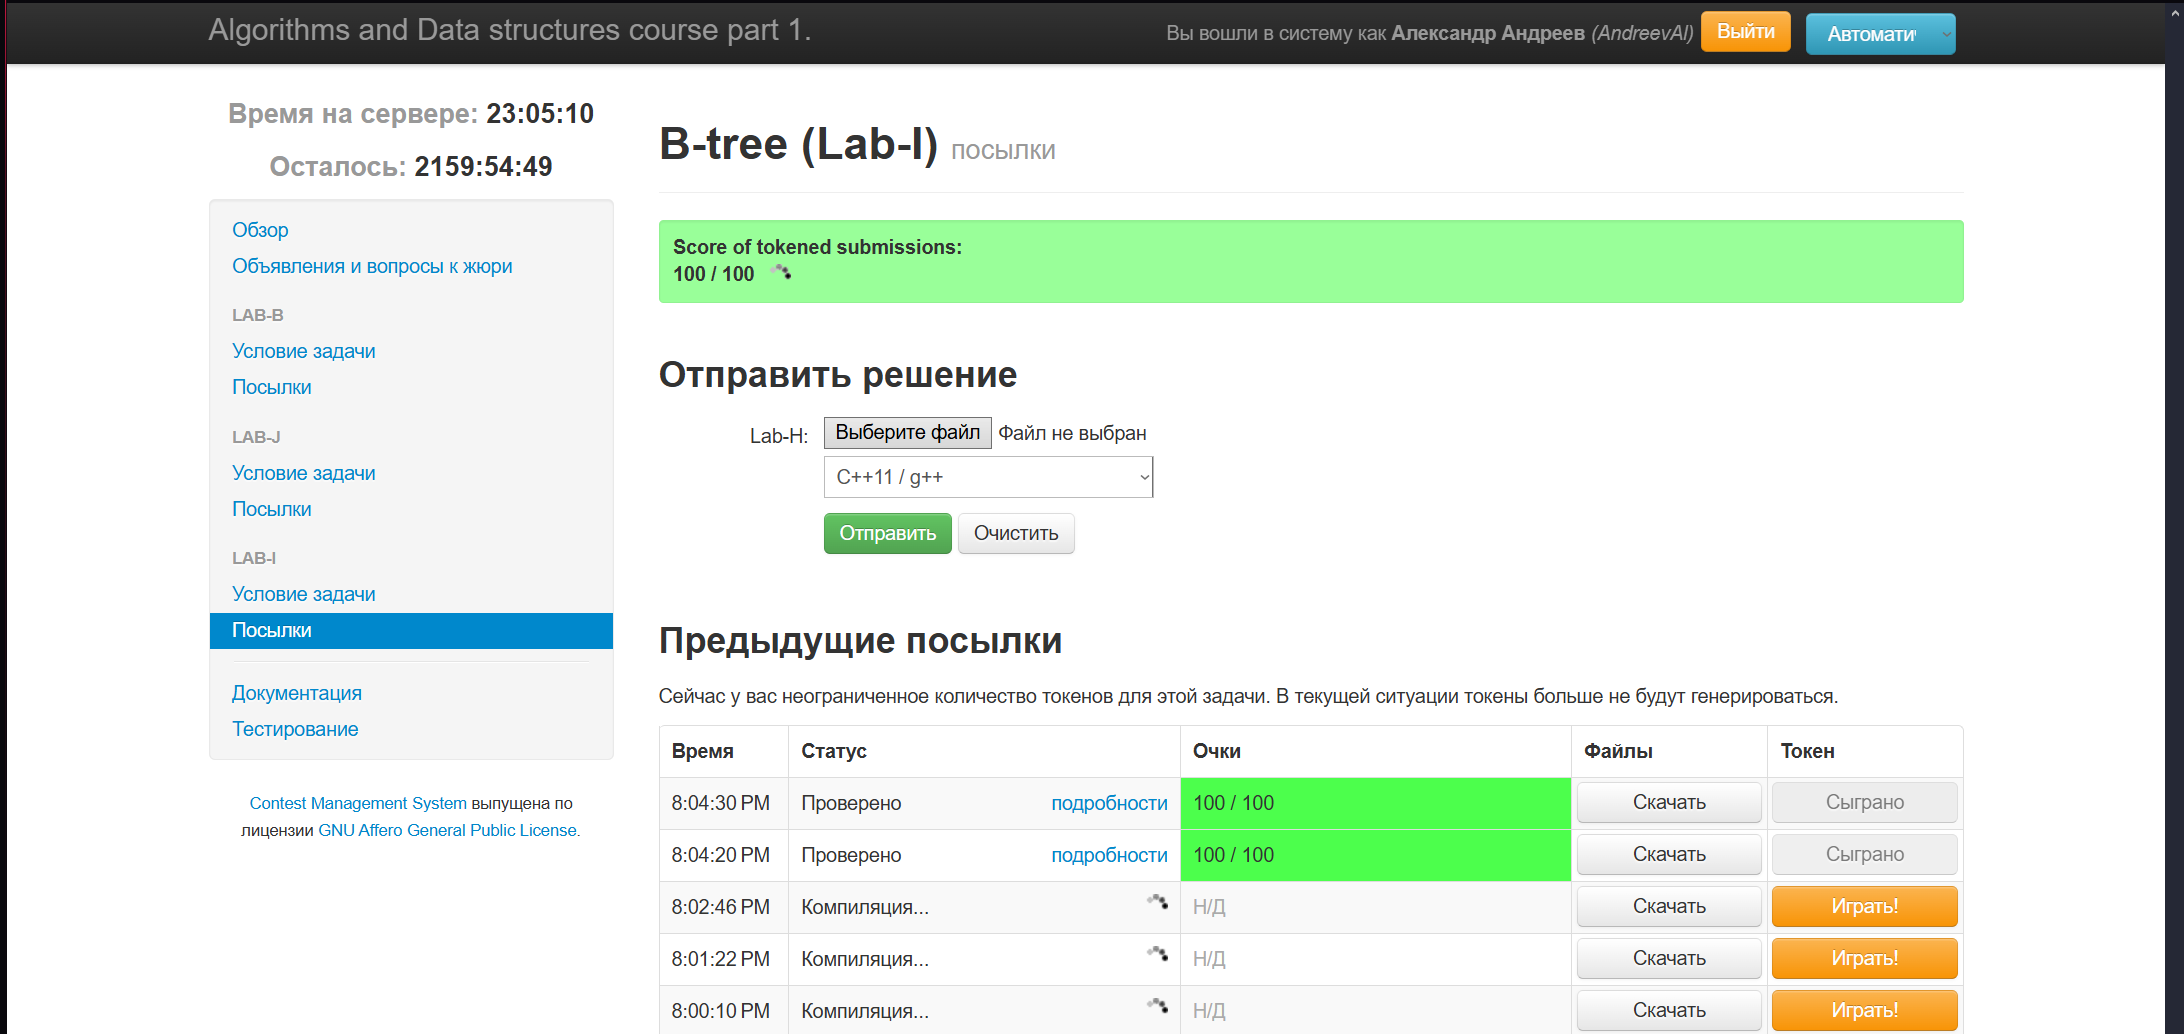 Algorithms and Data structures course part 1.
Вы вошли в систему как Александр Андреев (AndreevAl) Выйти Автомати
Время на сервере: 23:05:10
Осталось: 2159:54:49
Обзор
Объявления и вопросы к жюри
LAB-B
Условие задачи
Посылки
LAB-J
Условие задачи
Посылки
LAB-I
Условие задачи
Посылки
Документация
Тестирование
Contest Management System выпущена по
лицензии GNU Affero General Public License.
B-tree (Lab-I) посылки
Score of tokened submissions:
100 / 100
Отправить решение
Lab-H: Выберите файл Файл не выбран
C++11 / g++
Отправить Очистить
Предыдущие посылки
Сейчас у вас неограниченное количество токенов для этой задачи. В текущей ситуации токены больше не будут генерироваться.
Время Статус Очки Файлы Токен
8:04:30 PM Проверено подробности 100 / 100 Скачать Сыграно
8:04:20 PM Проверено подробности 100 / 100 Скачать Сыграно
8:02:46 PM Компиляция... Н/Д Скачать Играть!
8:01:22 PM Компиляция... Н/Д Скачать Играть!
8:00:10 PM Компиляция... Н/Д Скачать Играть!